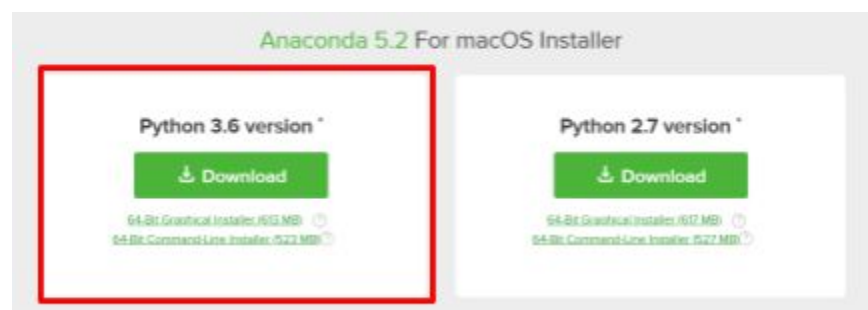 Anaconda 5.2 For macOS Installer
Python 3.6 version *
Download
64-Bit Graphical Installer (613 MB) ?
64-Bit Command-Line Installer (523 MB) ?
Python 2.7 version *
Download
64-Bit Graphical Installer (617 MB) ?
64-Bit Command-Line Installer (527 MB) ?